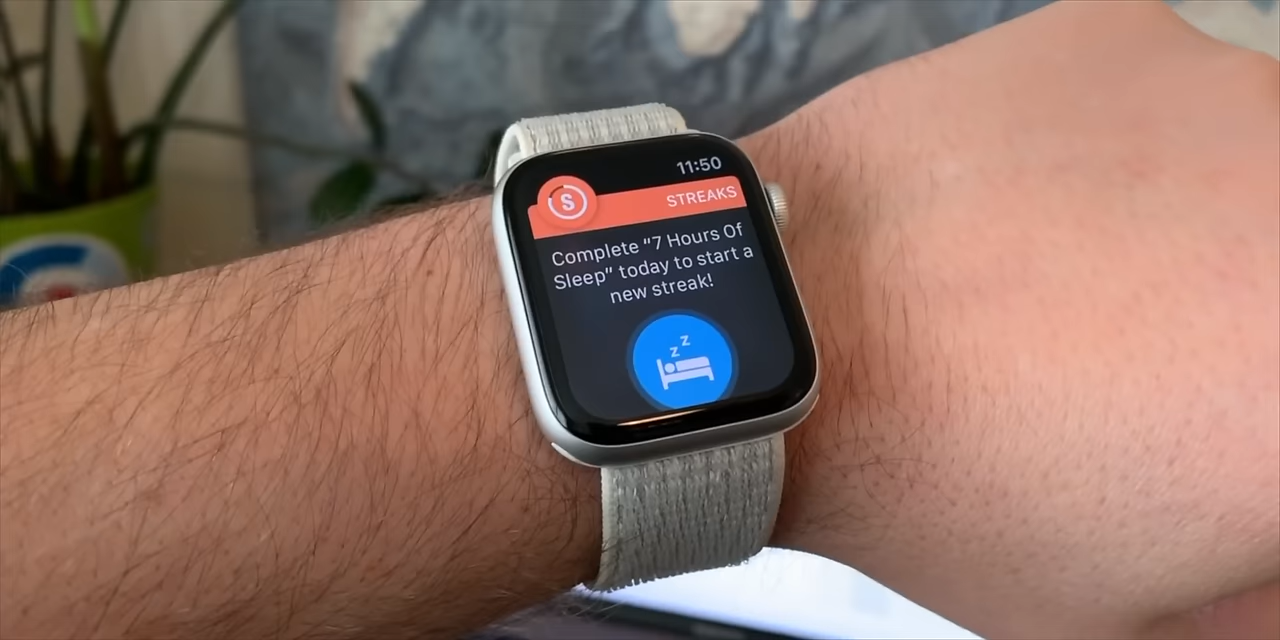 11:50
S STREAKS
Complete “7 Hours Of
Sleep” today to start a
new streak!
z z